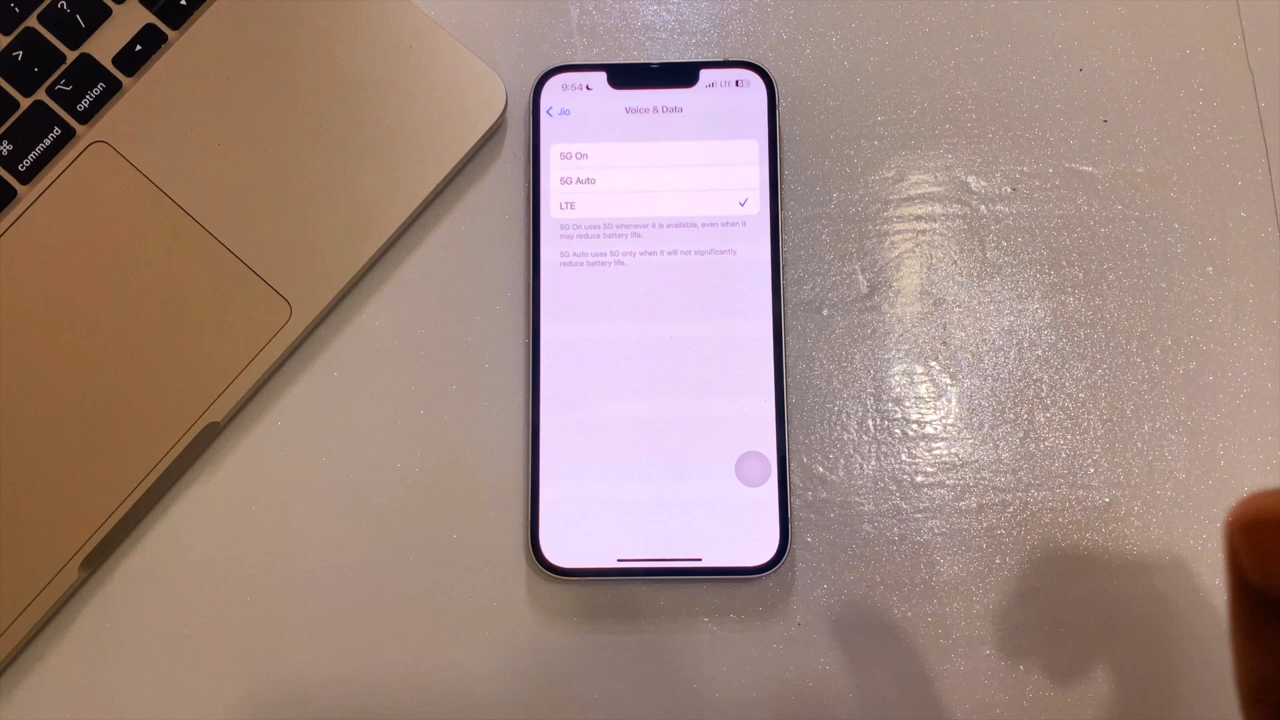 : ;
? /
> .
option
⌘
command
◀
9:54 LTE
Jio Voice & Data
5G On
5G Auto
LTE
5G On uses 5G whenever it is available, even when it
may reduce battery life.
5G Auto uses 5G only when it will not significantly
reduce battery life.